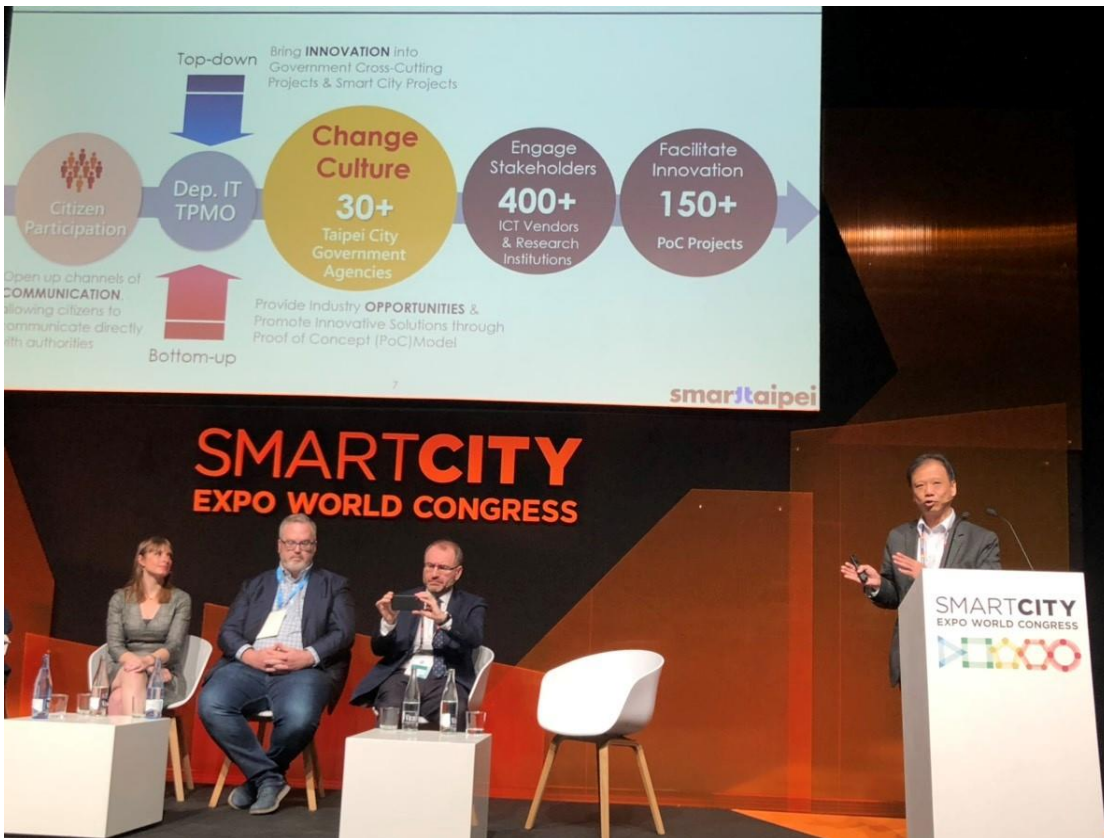 Top-down
Bring INNOVATION into
Government Cross-Cutting
Projects & Smart City Projects
Citizen
Participation
Dep. IT
TPMO
Change
Culture
30+
Taipei City
Government
Agencies
Engage
Stakeholders
400+
ICT Vendors
& Research
Institutions
Facilitate
Innovation
150+
PoC Projects
Open up channels of
COMMUNICATION,
allowing citizens to
communicate directly
with authorities
Bottom-up
Provide Industry OPPORTUNITIES &
Promote Innovative Solutions through
Proof of Concept (PoC)Model
7
smarttaipei
SMARTCITY
EXPO WORLD CONGRESS
SMARTCITY
EXPO WORLD CONGRESS